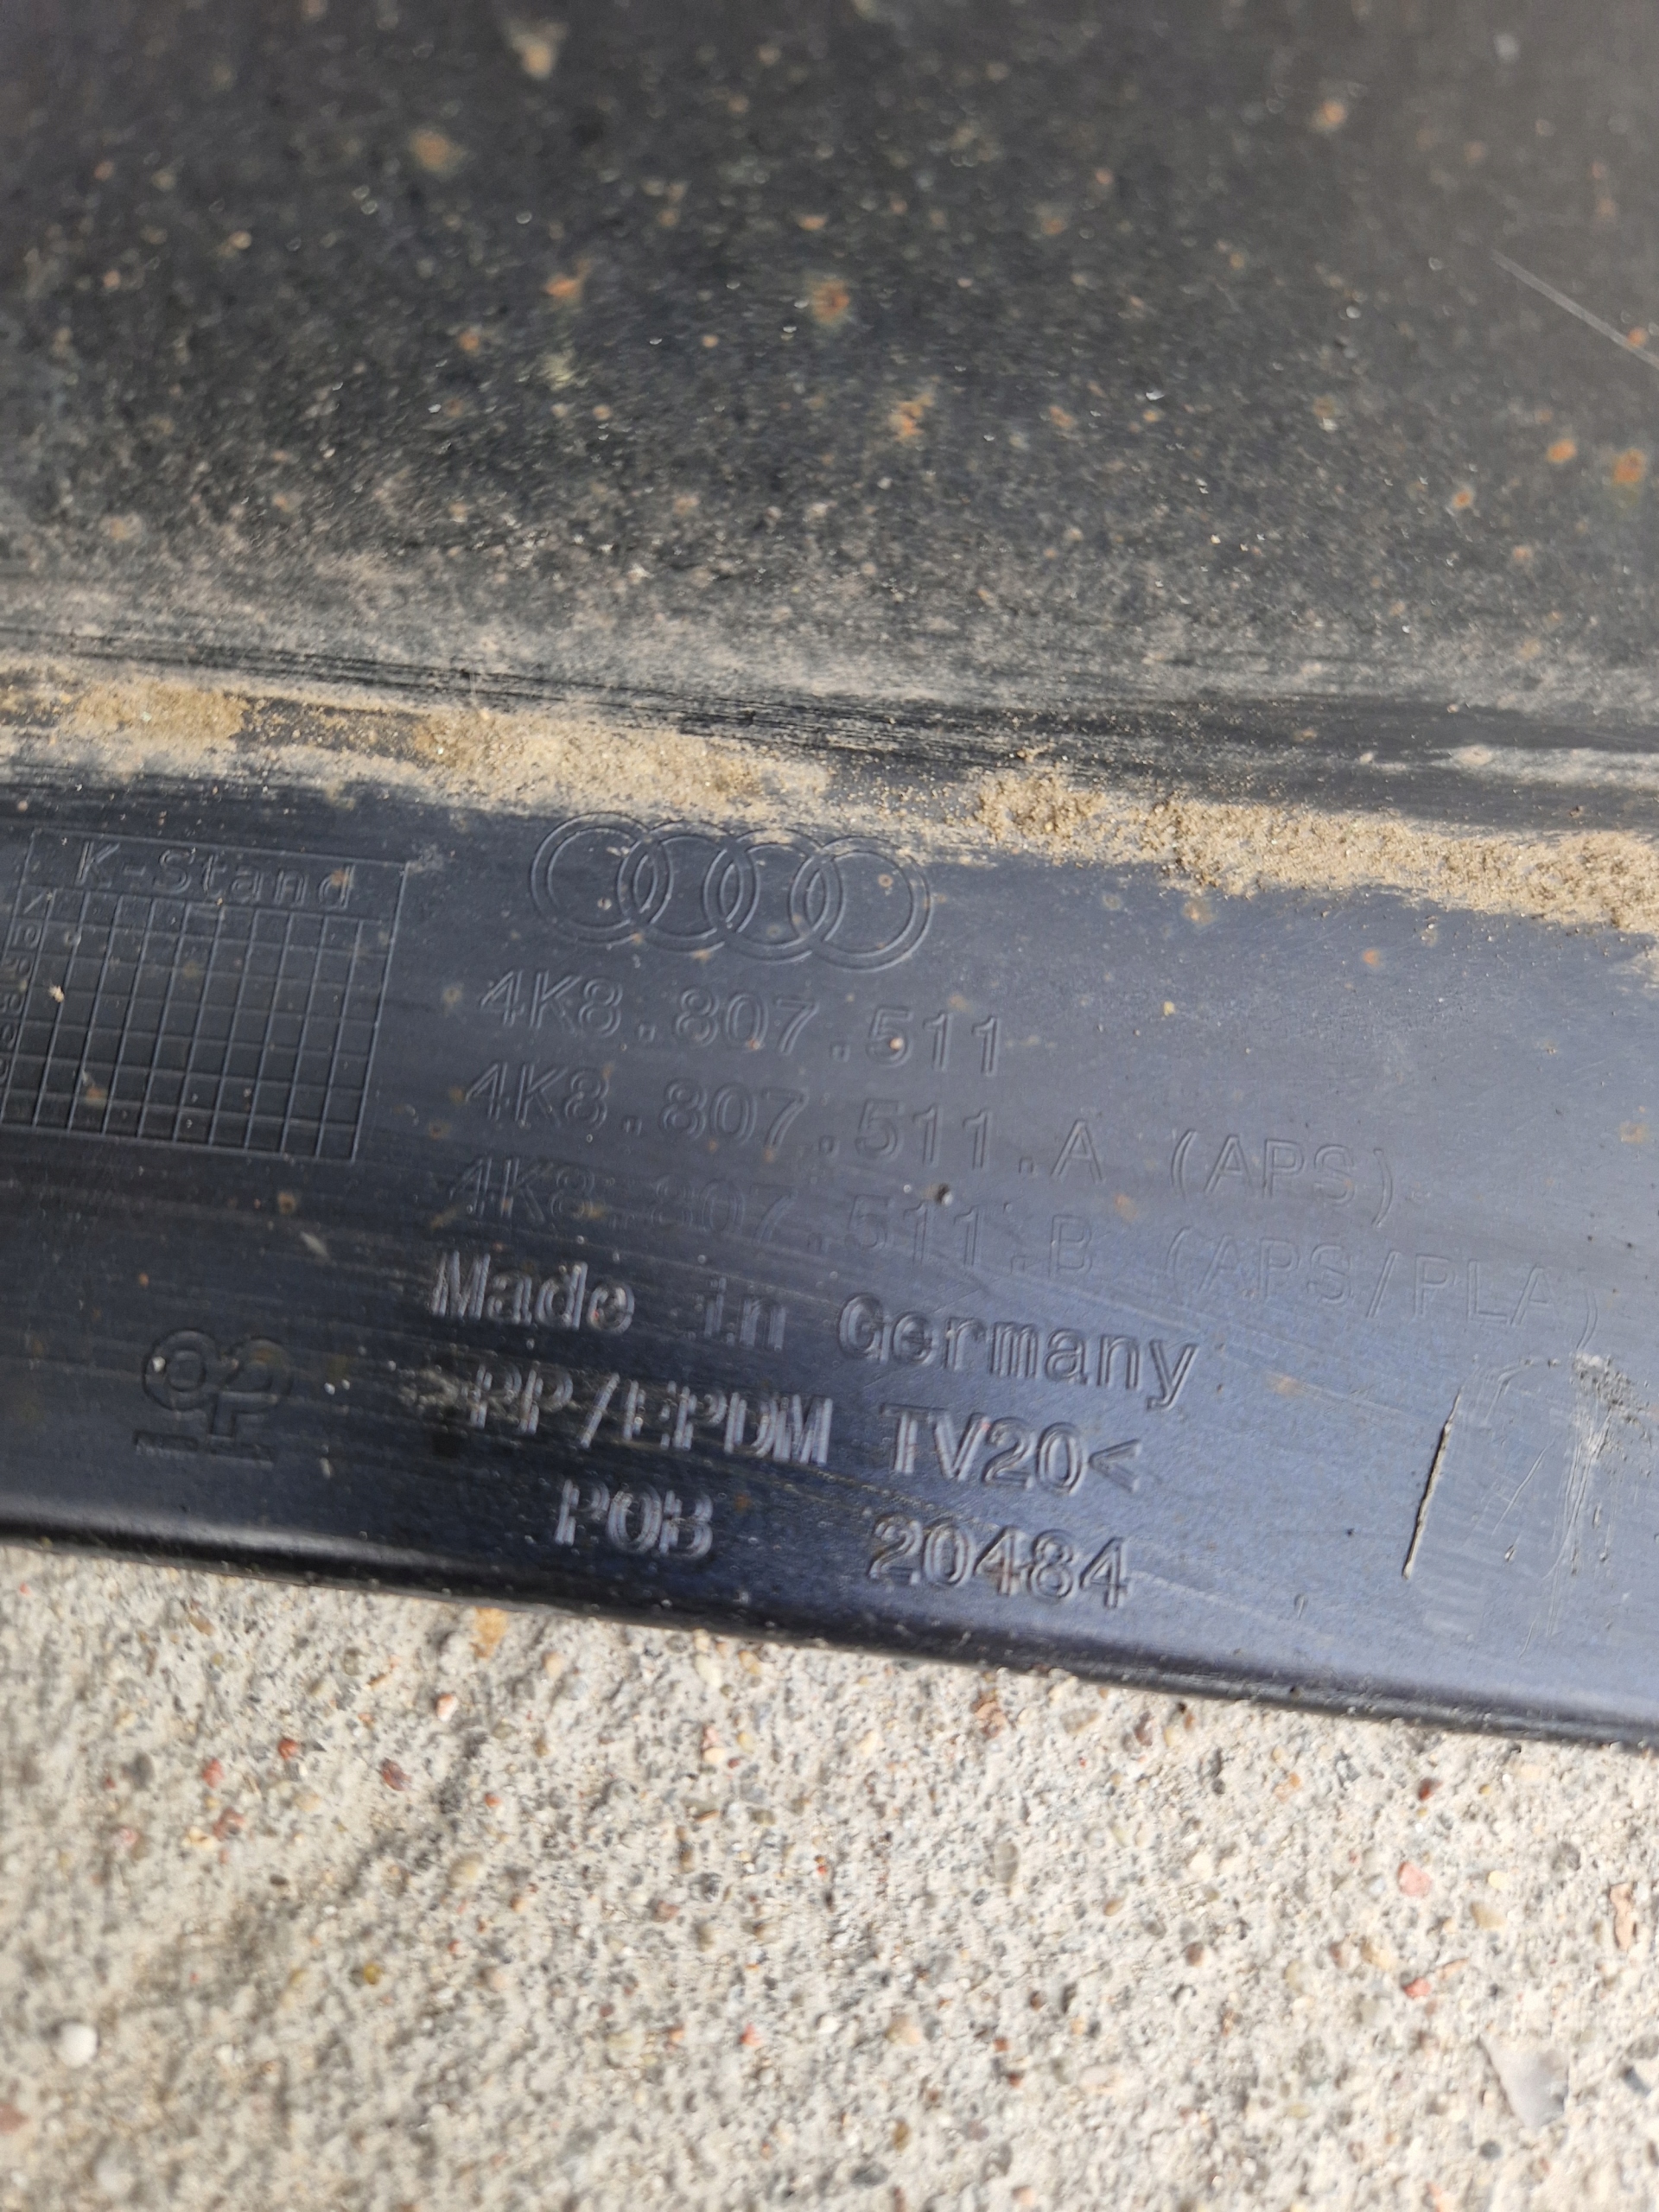 K-Stand
4K8.807.511
4K8.807.511.A (APS)
4K8.807.511.B (APS/PLA)
Made in Germany
PP/EPDM TV20<
POB 20484